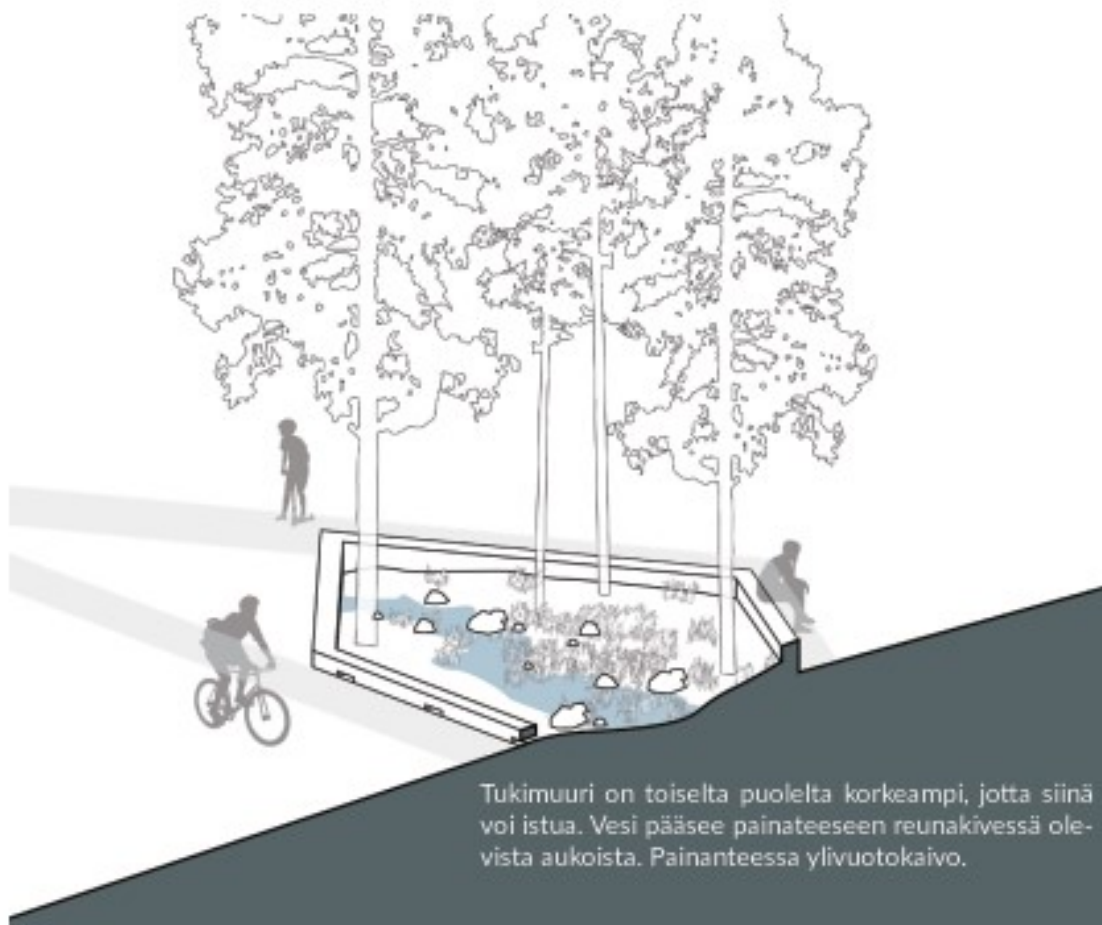 Tukimuuri on toiselta puolelta korkeampi, jotta siinä
voi istua. Vesi pääsee painateeseen reunakivessä ole-
vista aukoista. Painanteessa ylivuotokaivo.